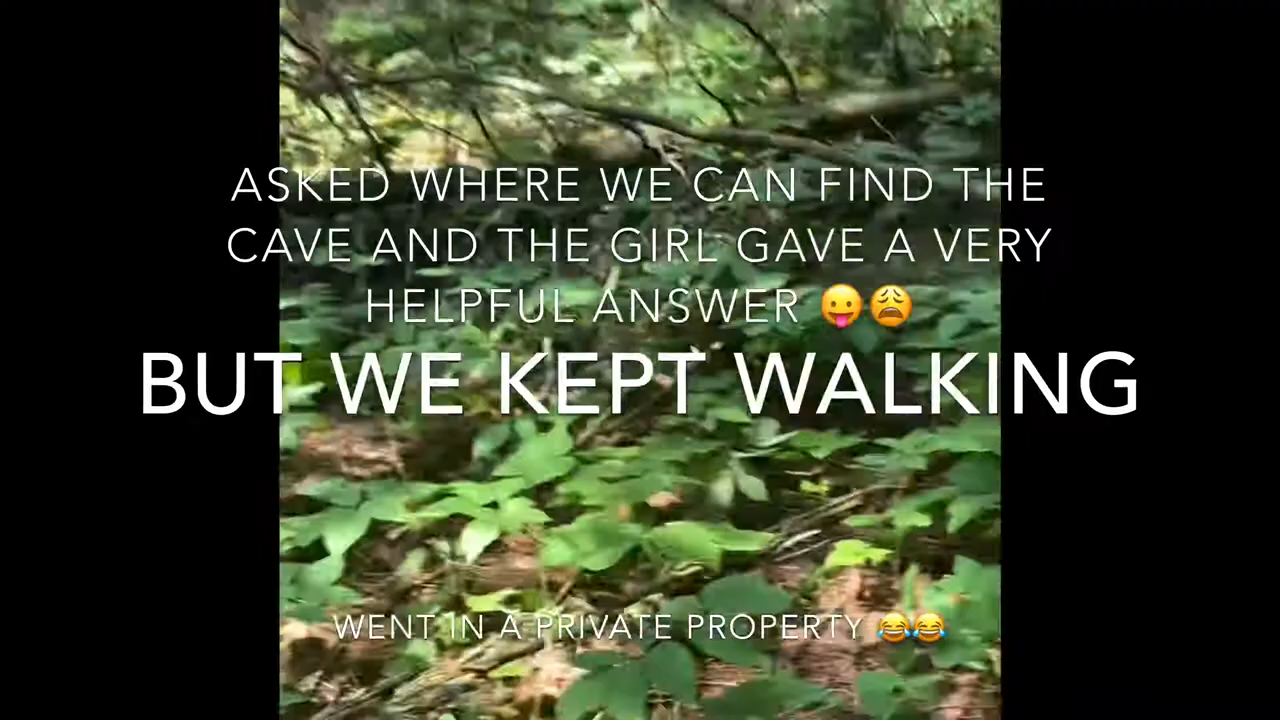 ASKED WHERE WE CAN FIND THE
CAVE AND THE GIRL GAVE A VERY
HELPFUL ANSWER 😛😩
BUT WE KEPT WALKING
WENT IN A PRIVATE PROPERTY 😂😂